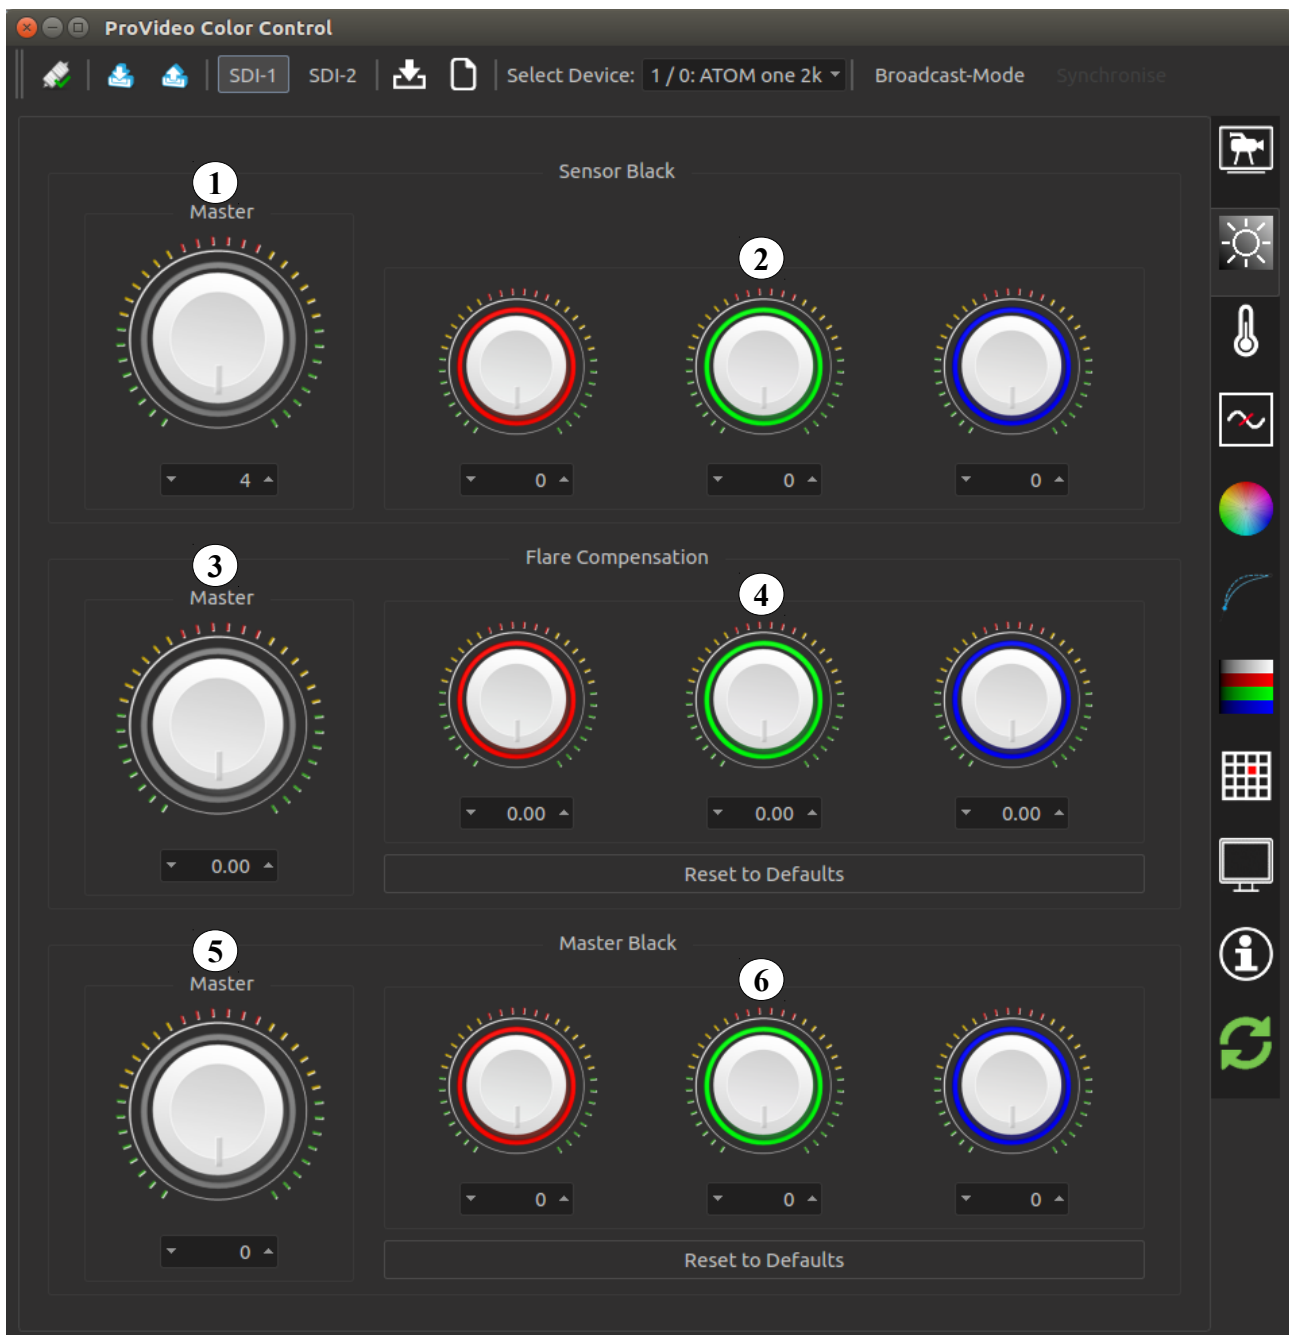 ProVideo Color Control
SDI-1 SDI-2 Select Device: 1 / 0: ATOM one 2k Broadcast-Mode Synchronise
Sensor Black
1
Master
2
4 0 0 0
Flare Compensation
3
Master
4
0.00 0.00 0.00
0.00
Reset to Defaults
Master Black
5
Master
6
0 0 0
0
Reset to Defaults